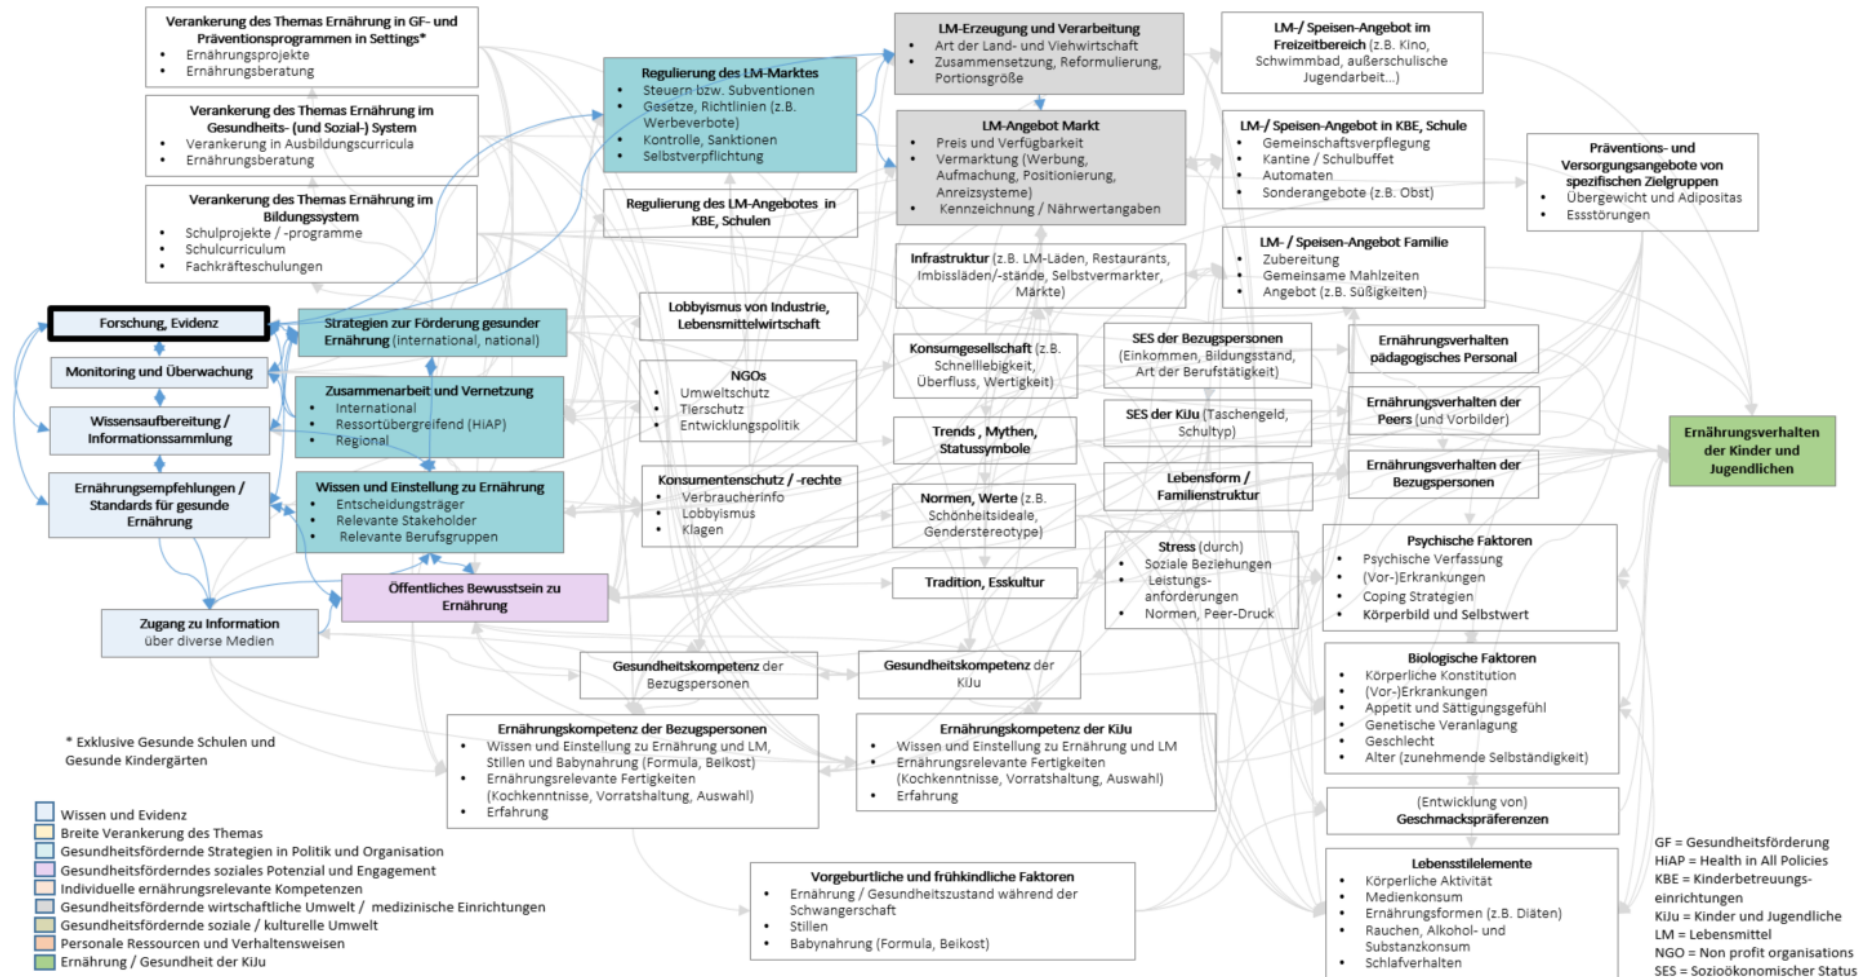 Verankerung des Themas Ernährung in GF- und
Präventionsprogrammen in Settings*
• Ernährungsprojekte
• Ernährungsberatung
Verankerung des Themas Ernährung im
Gesundheits- (und Sozial-) System
• Verankerung in Ausbildungscurricula
• Ernährungsberatung
Verankerung des Themas Ernährung im
Bildungssystem
• Schulprojekte / -programme
• Schulcurriculum
• Fachkräfteschulungen
Regulierung des LM-Marktes
• Steuern bzw. Subventionen
• Gesetze, Richtlinien (z.B.
Werbeverbote)
• Kontrolle, Sanktionen
• Selbstverpflichtung
Regulierung des LM-Angebotes in
KBE, Schulen
LM-Erzeugung und Verarbeitung
• Art der Land- und Viehwirtschaft
• Zusammensetzung, Reformulierung,
Portionsgröße
LM-Angebot Markt
• Preis und Verfügbarkeit
• Vermarktung (Werbung,
Aufmachung, Positionierung,
Anreizsysteme)
• Kennzeichnung / Nährwertangaben
LM-/ Speisen-Angebot im
Freizeitbereich (z.B. Kino,
Schwimmbad, außerschulische
Jugendarbeit...)
LM-/ Speisen-Angebot in KBE, Schule
• Gemeinschaftsverpflegung
• Kantine / Schulbuffet
• Automaten
• Sonderangebote (z.B. Obst)
Präventions- und
Versorgungsangebote von
spezifischen Zielgruppen
• Übergewicht und Adipositas
• Essstörungen
Infrastruktur (z.B. LM-Läden, Restaurants,
Imbissläden/-stände, Selbstvermarkter,
Märkte)
LM- / Speisen-Angebot Familie
• Zubereitung
• Gemeinsame Mahlzeiten
• Angebot (z.B. Süßigkeiten)
Forschung, Evidenz
Monitoring und Überwachung
Wissensaufbereitung /
Informationssammlung
Ernährungsempfehlungen /
Standards für gesunde
Ernährung
Zugang zu Information
über diverse Medien
Strategien zur Förderung gesunder
Ernährung (international, national)
Zusammenarbeit und Vernetzung
• International
• Ressortübergreifend (HiAP)
• Regional
Wissen und Einstellung zu Ernährung
• Entscheidungsträger
• Relevante Stakeholder
• Relevante Berufsgruppen
Öffentliches Bewusstsein zu
Ernährung
Lobbyismus von Industrie,
Lebensmittelwirtschaft
NGOs
• Umweltschutz
• Tierschutz
• Entwicklungspolitik
Konsumentenschutz / -rechte
• Verbraucherinfo
• Lobbyismus
• Klagen
Konsumgesellschaft (z.B.
Schnelllebigkeit,
Überfluss, Wertigkeit)
Trends , Mythen,
Statussymbole
Normen, Werte (z.B.
Schönheitsideale,
Genderstereotype)
Tradition, Esskultur
SES der Bezugspersonen
(Einkommen, Bildungsstand,
Art der Berufstätigkeit)
SES der KiJu (Taschengeld,
Schultyp)
Lebensform /
Familienstruktur
Stress (durch)
• Soziale Beziehungen
• Leistungs-
anforderungen
• Normen, Peer-Druck
Ernährungsverhalten
pädagogisches Personal
Ernährungsverhalten der
Peers (und Vorbilder)
Ernährungsverhalten der
Bezugspersonen
Ernährungsverhalten
der Kinder und
Jugendlichen
Psychische Faktoren
• Psychische Verfassung
• (Vor-)Erkrankungen
• Coping Strategien
• Körperbild und Selbstwert
Biologische Faktoren
• Körperliche Konstitution
• (Vor-)Erkrankungen
• Appetit und Sättigungsgefühl
• Genetische Veranlagung
• Geschlecht
• Alter (zunehmende Selbständigkeit)
(Entwicklung von)
Geschmackspräferenzen
Lebensstilelemente
• Körperliche Aktivität
• Medienkonsum
• Ernährungsformen (z.B. Diäten)
• Rauchen, Alkohol- und
Substanzkonsum
• Schlafverhalten
Gesundheitskompetenz der
Bezugspersonen
Gesundheitskompetenz der
KiJu
Ernährungskompetenz der Bezugspersonen
• Wissen und Einstellung zu Ernährung und LM,
Stillen und Babynahrung (Formula, Beikost)
• Ernährungsrelevante Fertigkeiten
(Kochkenntnisse, Vorratshaltung, Auswahl)
• Erfahrung
Ernährungskompetenz der KiJu
• Wissen und Einstellung zu Ernährung und LM
• Ernährungsrelevante Fertigkeiten
(Kochkenntnisse, Vorratshaltung, Auswahl)
• Erfahrung
Vorgeburtliche und frühkindliche Faktoren
• Ernährung / Gesundheitszustand während der
Schwangerschaft
• Stillen
• Babynahrung (Formula, Beikost)
* Exklusive Gesunde Schulen und
Gesunde Kindergärten
Wissen und Evidenz
Breite Verankerung des Themas
Gesundheitsfördernde Strategien in Politik und Organisation
Gesundheitsförderndes soziales Potenzial und Engagement
Individuelle ernährungsrelevante Kompetenzen
Gesundheitsfördernde wirtschaftliche Umwelt / medizinische Einrichtungen
Gesundheitsfördernde soziale / kulturelle Umwelt
Personale Ressourcen und Verhaltensweisen
Ernährung / Gesundheit der KiJu
GF = Gesundheitsförderung
HiAP = Health in All Policies
KBE = Kinderbetreuungs-
einrichtungen
KiJu = Kinder und Jugendliche
LM = Lebensmittel
NGO = Non profit organisations
SES = Sozioökonomischer Status